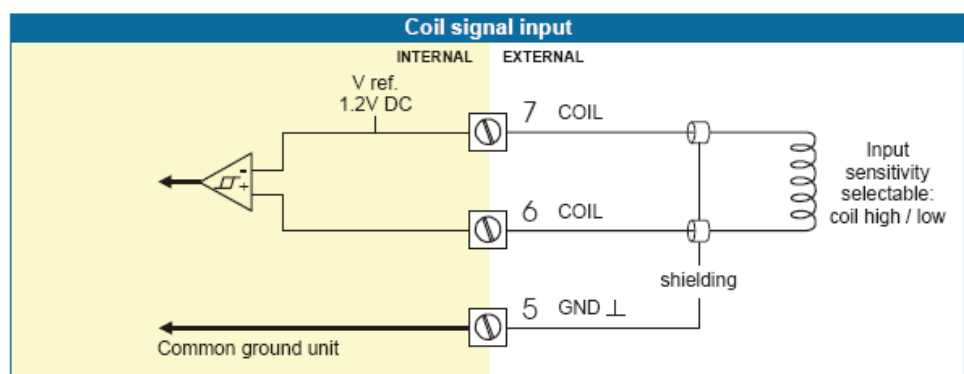 Coil signal input
INTERNAL EXTERNAL
V ref.
1.2V DC
7 COIL
- 
+
Input
sensitivity
selectable:
coil high / low
6 COIL
shielding
5 GND ⊥
Common ground unit